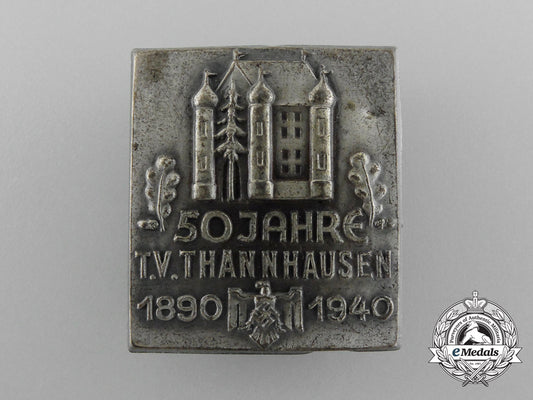 50 JAHRE
T.V. THANNHAUSEN
1890 1940
eMedals